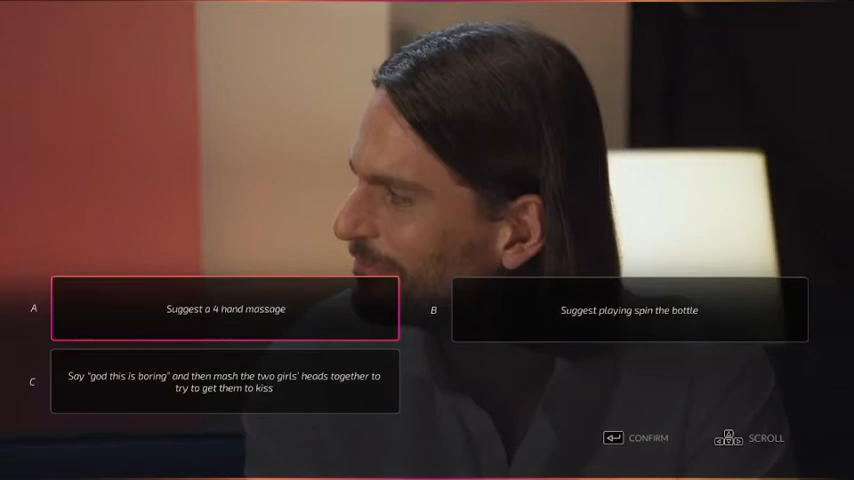 A
Suggest a 4 hand massage
B
Suggest playing spin the bottle
C
Say "god this is boring" and then mash the two girls' heads together to
try to get them to kiss
CONFIRM
SCROLL